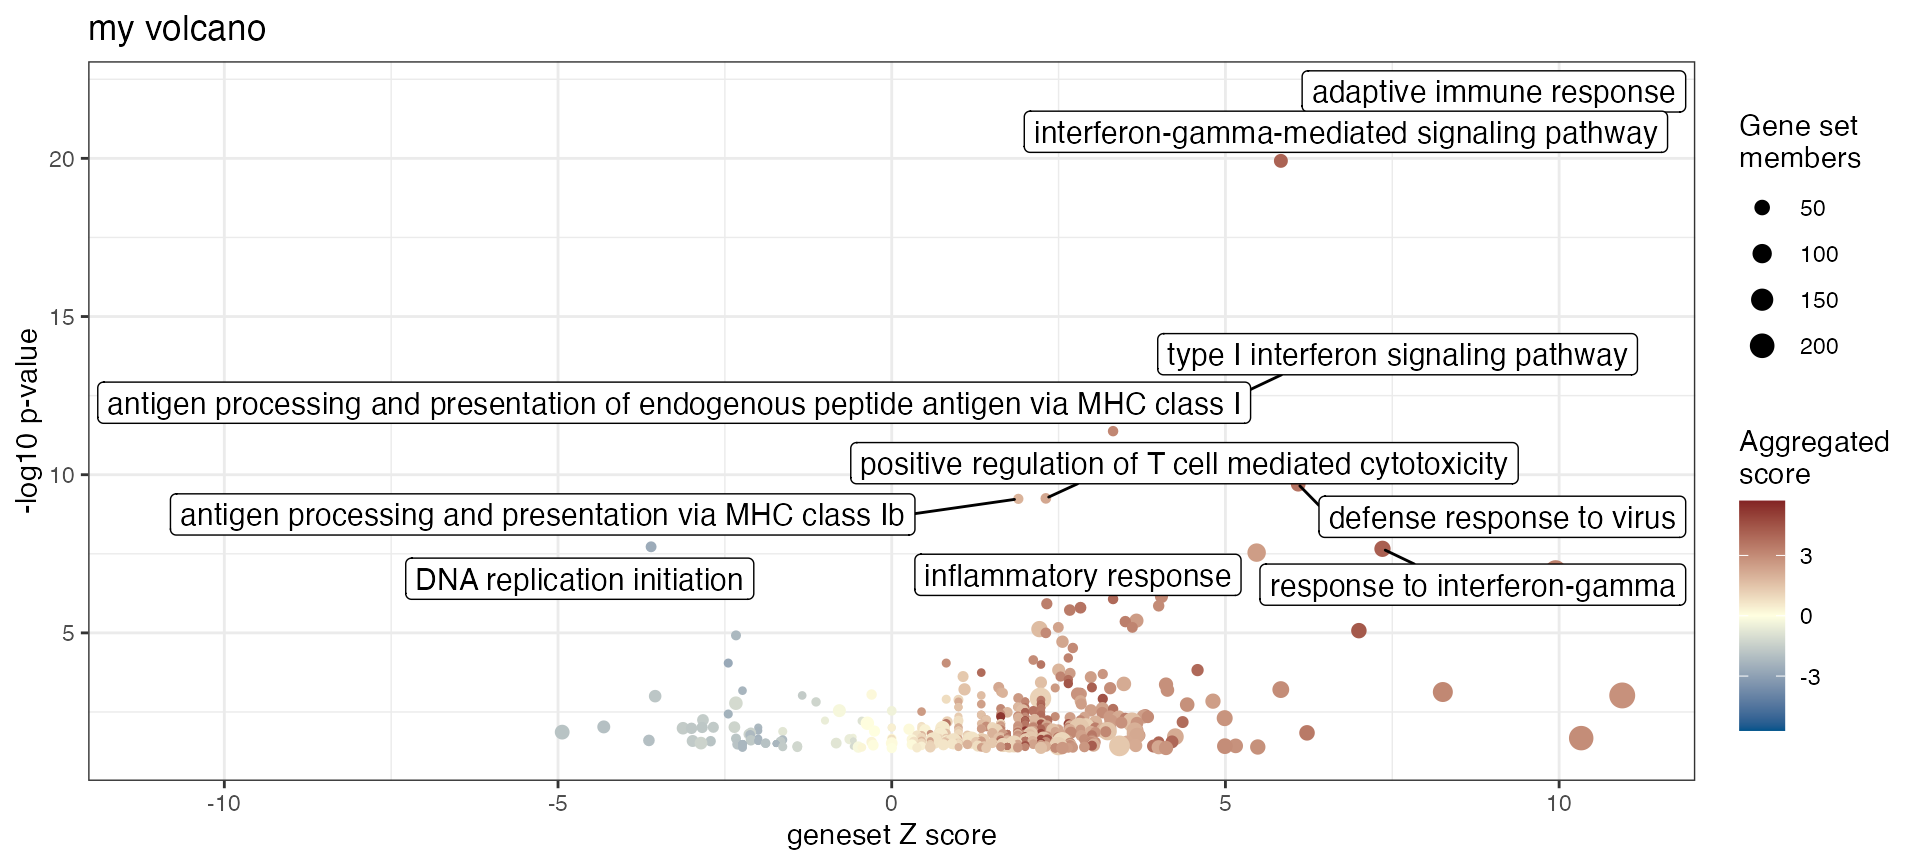 my volcano
adaptive immune response
interferon-gamma-mediated signaling pathway
type I interferon signaling pathway
antigen processing and presentation of endogenous peptide antigen via MHC class I
positive regulation of T cell mediated cytotoxicity
antigen processing and presentation via MHC class Ib
defense response to virus
DNA replication initiation
inflammatory response
response to interferon-gamma
20
15
10
5
-log10 p-value
-10
-5
0
5
10
geneset Z score
Gene set
members
50
100
150
200
Aggregated
score
3
0
-3